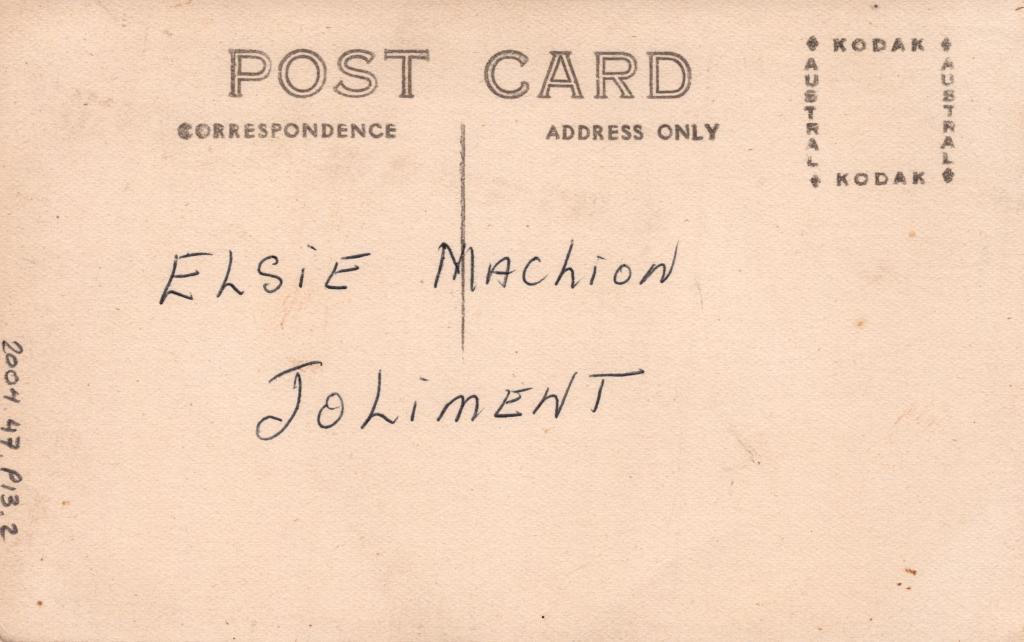 POST CARD
CORRESPONDENCE
ADDRESS ONLY
KODAK
AUSTRAL
AUSTRAL
KODAK
ELSiE MAChiON
JOLiMENT
2004.47.P13.2